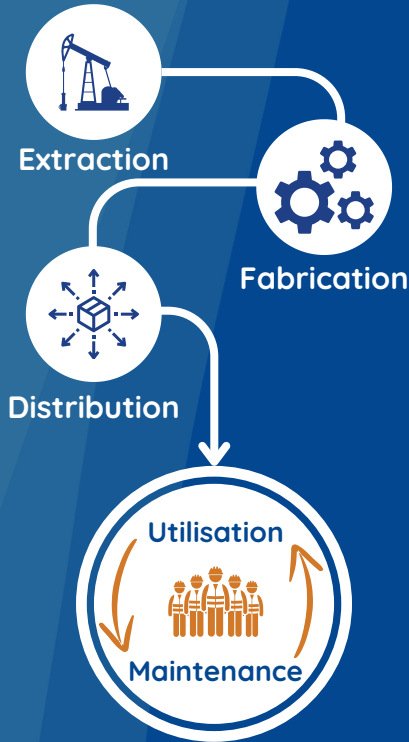 Extraction
Fabrication
Distribution
Utilisation
Maintenance